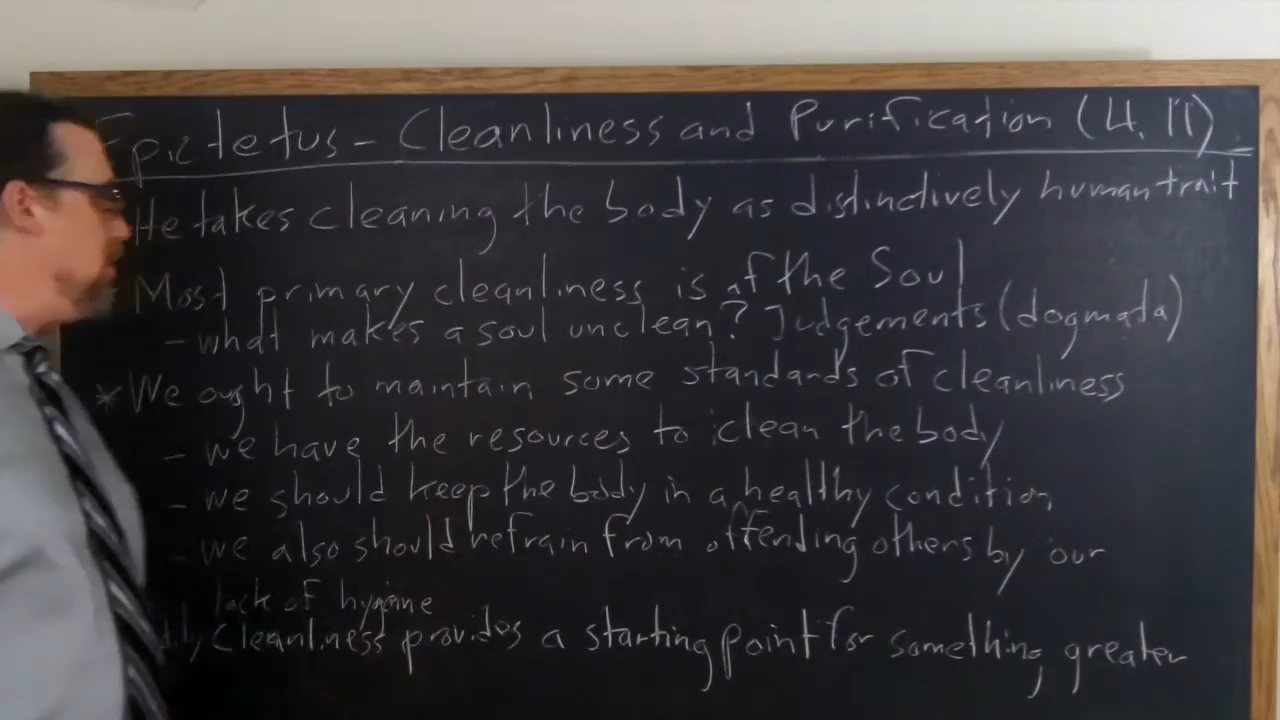 Epictetus - Cleanliness and Purification (4.11)
He takes cleaning the body as distinctively human trait
Most primary cleanliness is of the Soul
- what makes a soul unclean? Judgements (dogmata)
* We ought to maintain some standards of cleanliness
- we have the resources to clean the body
- we should keep the body in a healthy condition
- we also should refrain from offending others by our
lack of hygiene
Cleanliness provides a starting point for something greater